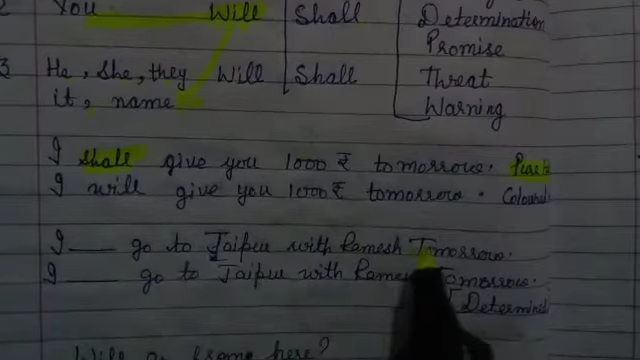 2 You Will Shall Determination
Promise
3 He, she, they Will Shall Threat
it, name Warning
I shall give you 1000 ₹ tomorrow.
I will give you 1000 ₹ tomorrow.
I ___ go to Jaipur with Ramesh Tomorrow.
I ___ go to Jaipur with Ramesh Tomorrow.